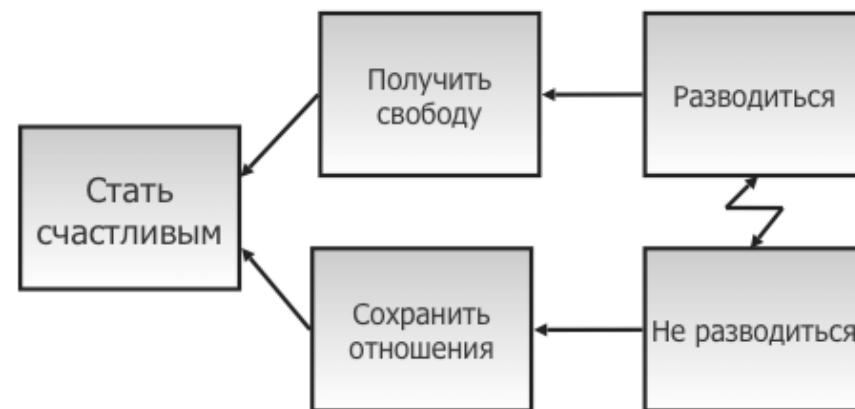 Получить
свободу
Разводиться
Стать
счастливым
Сохранить
отношения
Не разводиться